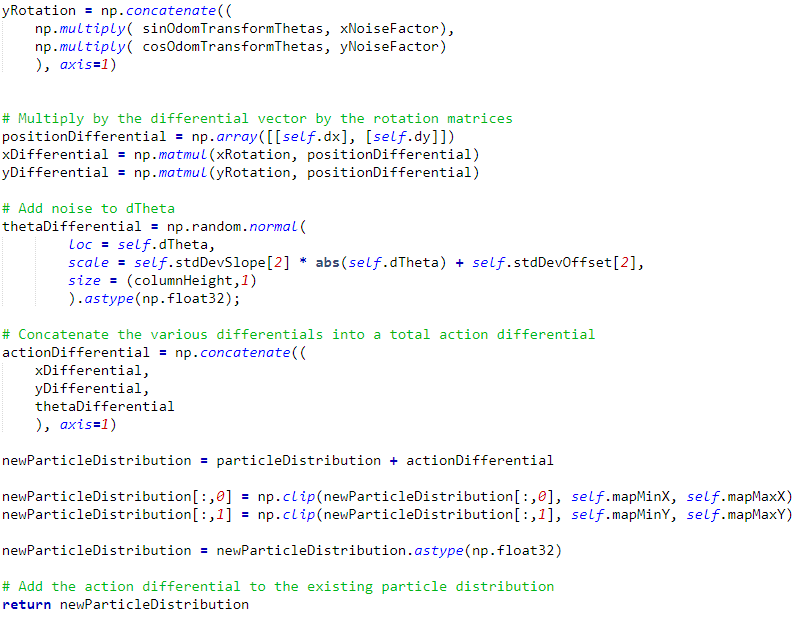 yRotation = np.concatenate((
    np.multiply( sinOdomTransformThetas, xNoiseFactor),
    np.multiply( cosOdomTransformThetas, yNoiseFactor)
    ), axis=1)
# Multiply by the differential vector by the rotation matrices
positionDifferential = np.array([[self.dx], [self.dy]])
xDifferential = np.matmul(xRotation, positionDifferential)
yDifferential = np.matmul(yRotation, positionDifferential)
# Add noise to dTheta
thetaDifferential = np.random.normal(
        loc = self.dTheta,
        scale = self.stdDevSlope[2] * abs(self.dTheta) + self.stdDevOffset[2],
        size = (columnHeight,1)
        ).astype(np.float32);
# Concatenate the various differentials into a total action differential
actionDifferential = np.concatenate((
    xDifferential,
    yDifferential,
    thetaDifferential
    ), axis=1)
newParticleDistribution = particleDistribution + actionDifferential
newParticleDistribution[:,0] = np.clip(newParticleDistribution[:,0], self.mapMinX, self.mapMaxX)
newParticleDistribution[:,1] = np.clip(newParticleDistribution[:,1], self.mapMinY, self.mapMaxY)
newParticleDistribution = newParticleDistribution.astype(np.float32)
# Add the action differential to the existing particle distribution
return newParticleDistribution